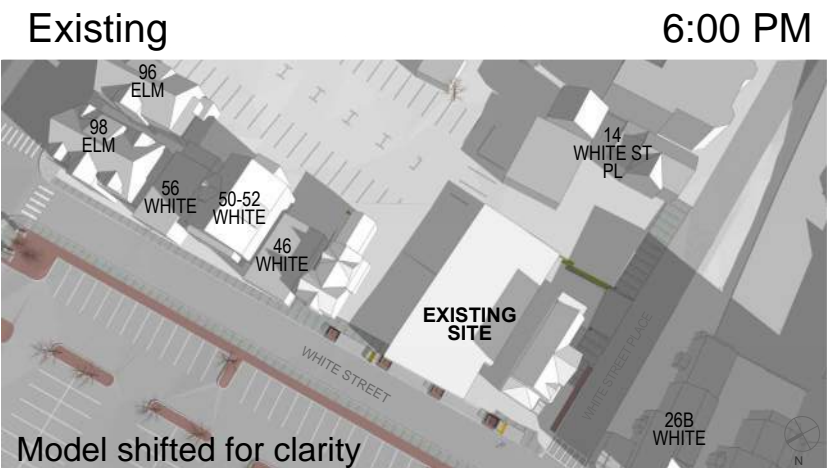 Existing
6:00 PM
96
ELM
98
ELM
14
WHITE ST
PL
56
WHITE
50-52
WHITE
46
WHITE
EXISTING
SITE
WHITE STREET
WHITE STREET PLACE
26B
WHITE
Model shifted for clarity
N